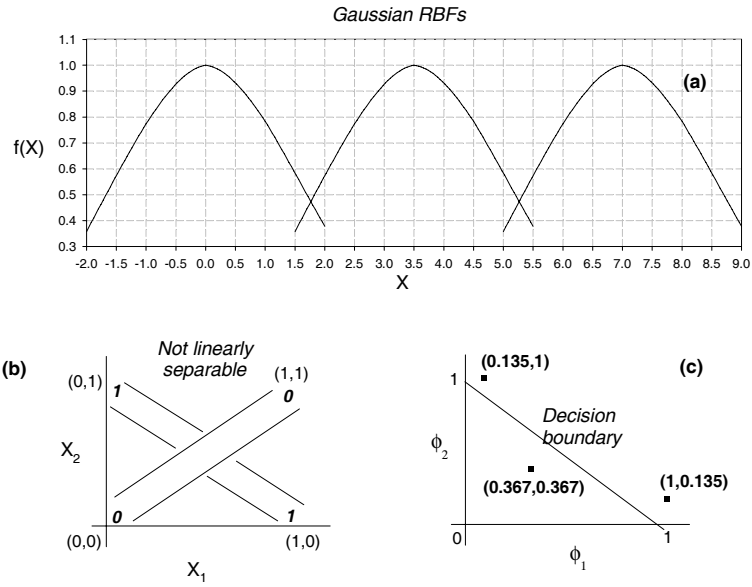 Gaussian RBFs
1.1
1.0
(a)
0.9
0.8
f(X)
0.7
0.6
0.5
0.4
0.3
-2.0 -1.5 -1.0 -0.5 0.0 0.5 1.0 1.5 2.0 2.5 3.0 3.5 4.0 4.5 5.0 5.5 6.0 6.5 7.0 7.5 8.0 8.5 9.0
X
(b)
Not linearly
separable
(0,1) 1
(1,1)
0
X2
0
1
(0,0)
(1,0)
X1
(c)
(0.135,1)
1
Decision
boundary
ϕ2
(0.367,0.367)
(1,0.135)
0
1
ϕ1